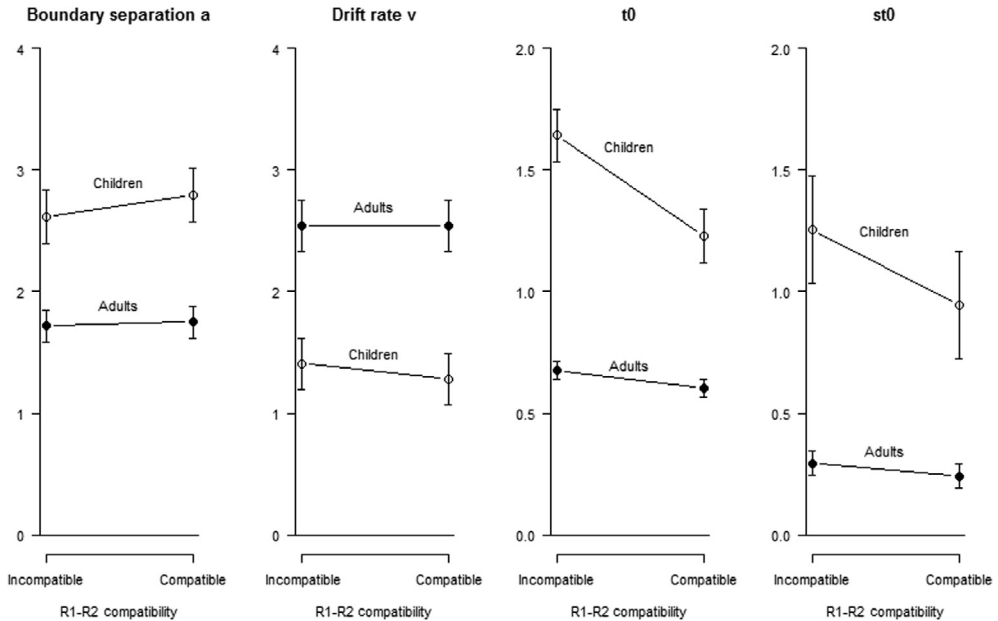 Boundary separation a
4
3
2
1
0
Children
Adults
Incompatible
Compatible
R1-R2 compatibility
Drift rate v
4
3
2
1
0
Adults
Children
Incompatible
Compatible
R1-R2 compatibility
t0
2.0
1.5
1.0
0.5
0.0
Children
Adults
Incompatible
Compatible
R1-R2 compatibility
st0
2.0
1.5
1.0
0.5
0.0
Children
Adults
Incompatible
Compatible
R1-R2 compatibility